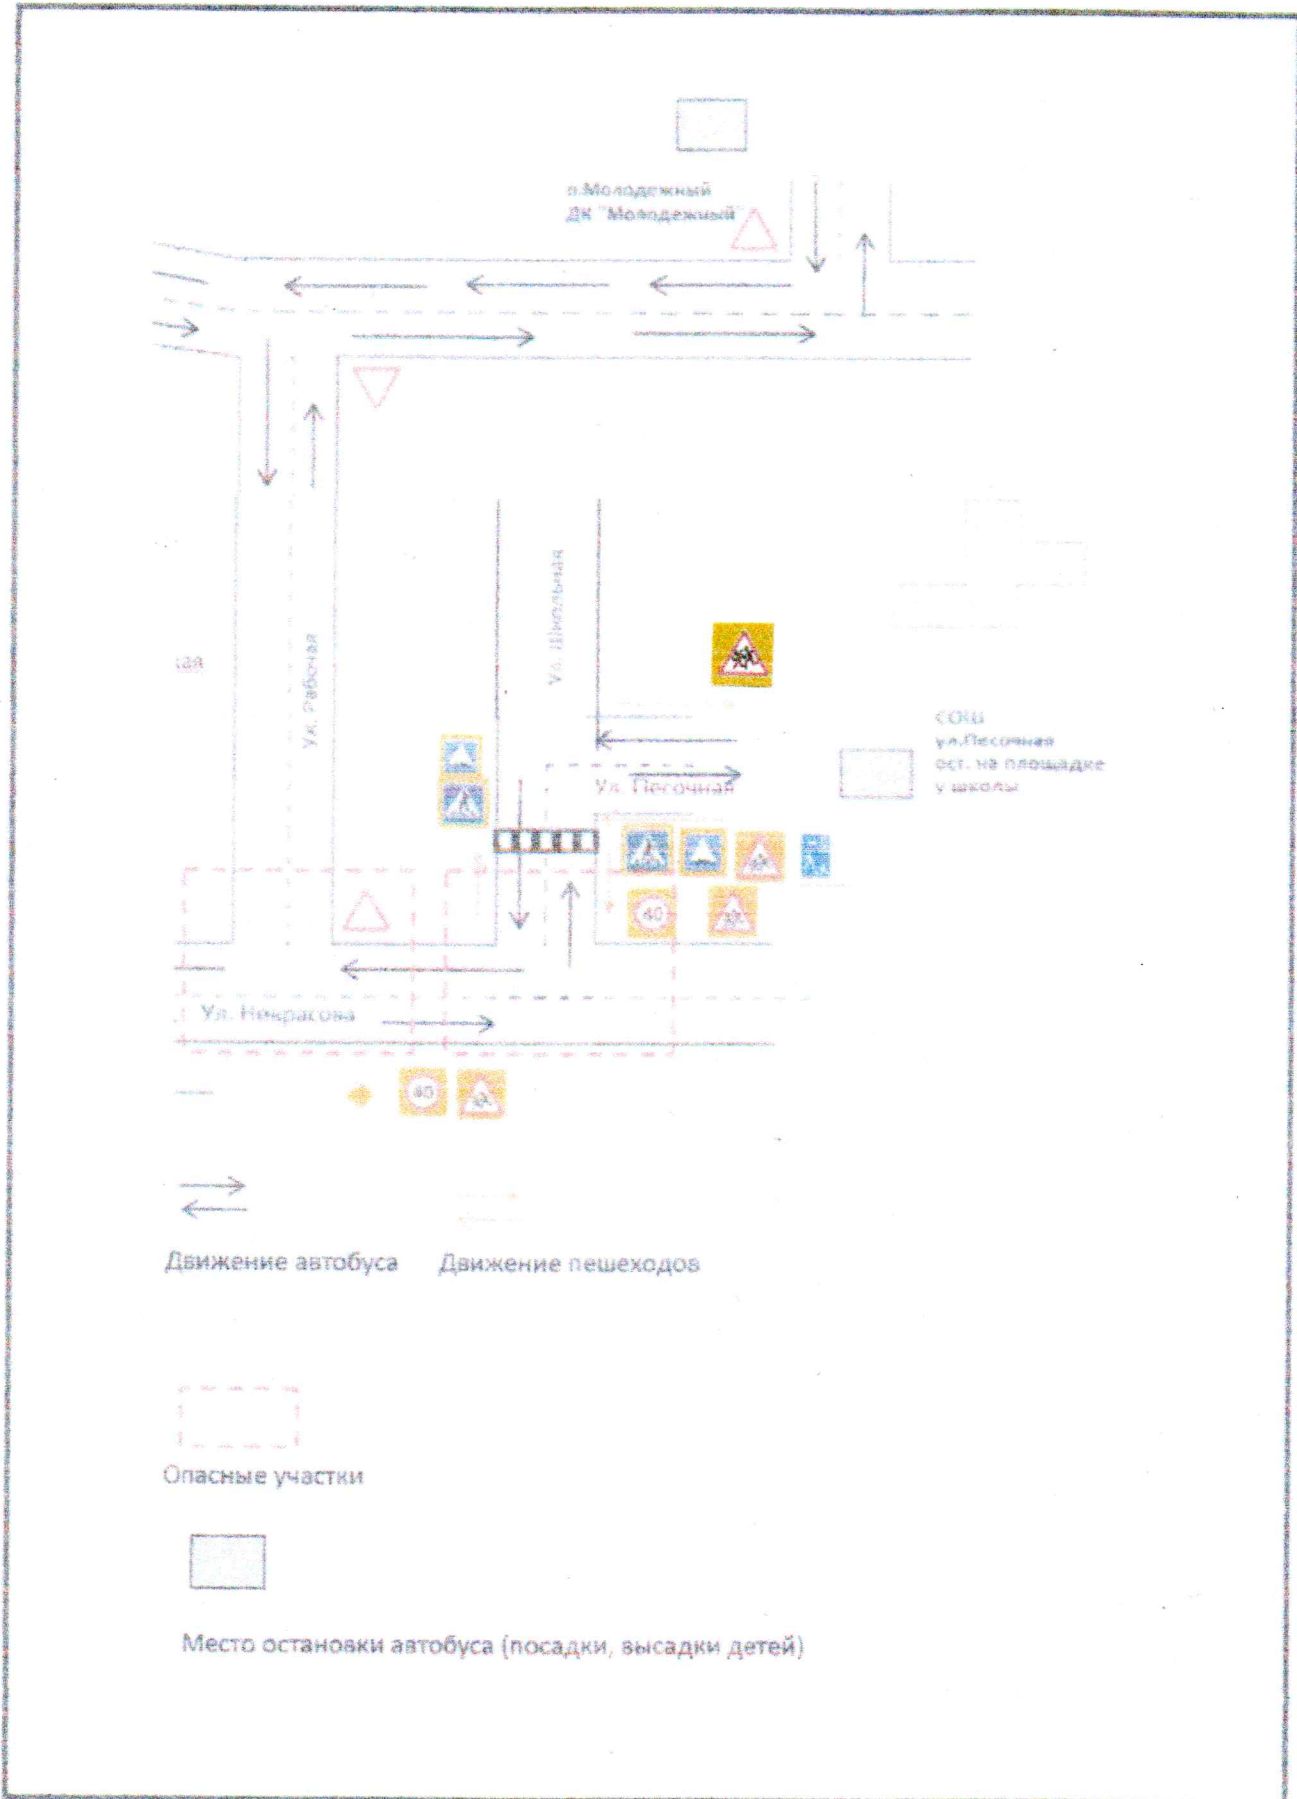 п.Молодежный
ДК "Молодежный"
Ул. Школьная
Ул. Рабочая
кая
СОШ
ул.Песочная
ост. на площадке
у школы
Ул. Песочная
40
Ул. Некрасова
40
Движение автобуса
Движение пешеходов
Опасные участки
Место остановки автобуса (посадки, высадки детей)